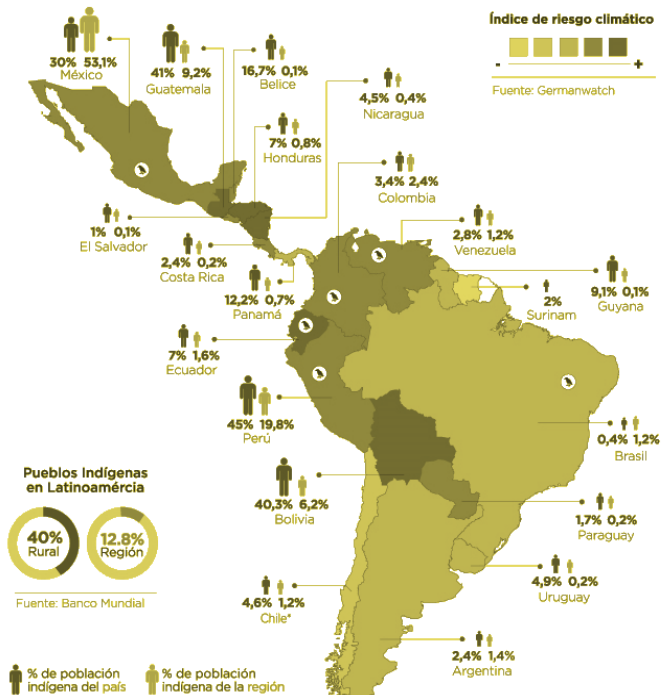 Índice de riesgo climático
- +
Fuente: Germanwatch
30% 53,1%
México
41% 9,2%
Guatemala
16,7% 0,1%
Belice
4,5% 0,4%
Nicaragua
7% 0,8%
Honduras
3,4% 2,4%
Colombia
1% 0,1%
El Salvador
2,4% 0,2%
Costa Rica
2,8% 1,2%
Venezuela
12,2% 0,7%
Panamá
9,1% 0,1%
Guyana
2%
Surinam
7% 1,6%
Ecuador
45% 19,8%
Perú
0,4% 1,2%
Brasil
40,3% 6,2%
Bolivia
1,7% 0,2%
Paraguay
4,9% 0,2%
Uruguay
4,6% 1,2%
Chile*
2,4% 1,4%
Argentina
Pueblos Indígenas
en Latinoamércia
40%
Rural
12.8%
Región
Fuente: Banco Mundial
% de población
indígena del país
% de población
indígena de la región